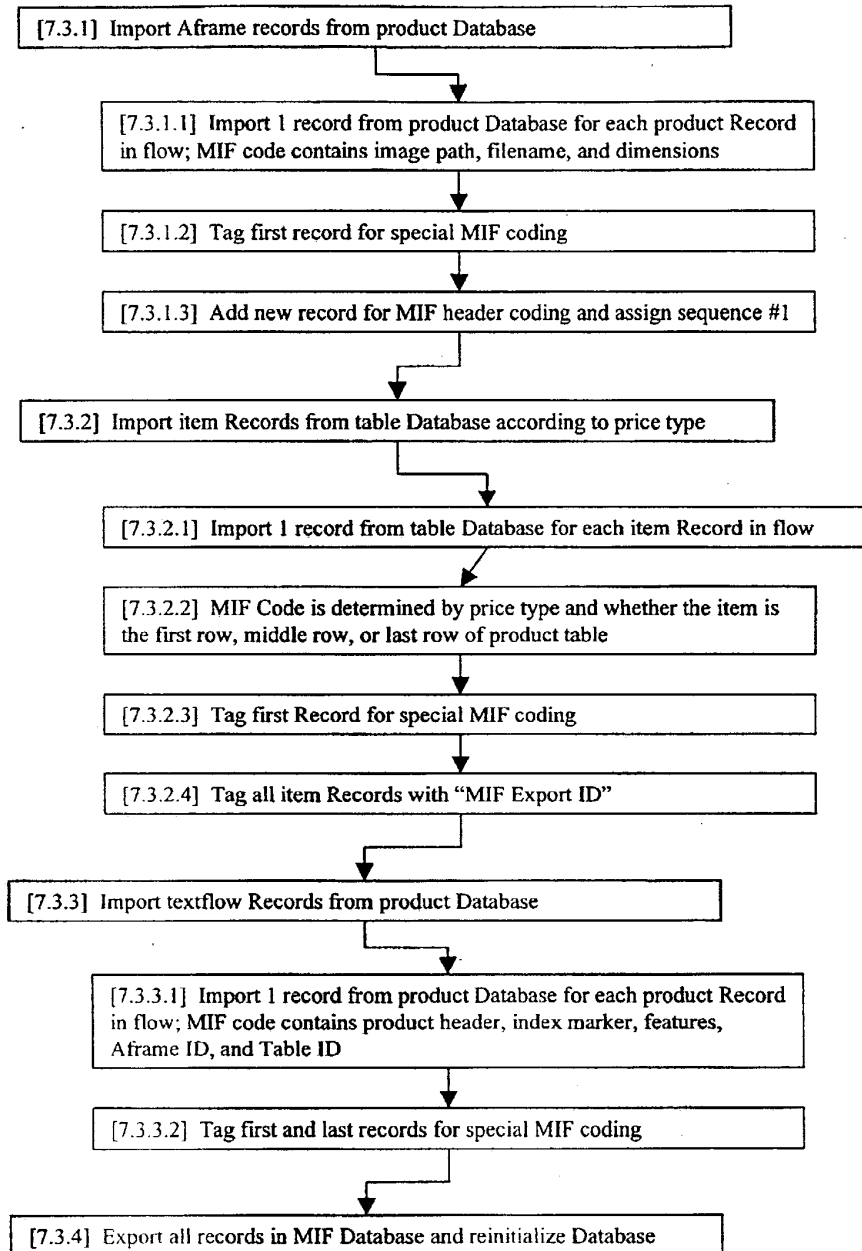 [7.3.1] Import Aframe records from product Database
[7.3.1.1] Import 1 record from product Database for each product Record
in flow; MIF code contains image path, filename, and dimensions
[7.3.1.2] Tag first record for special MIF coding
[7.3.1.3] Add new record for MIF header coding and assign sequence #1
[7.3.2] Import item Records from table Database according to price type
[7.3.2.1] Import 1 record from table Database for each item Record in flow
[7.3.2.2] MIF Code is determined by price type and whether the item is
the first row, middle row, or last row of product table
[7.3.2.3] Tag first Record for special MIF coding
[7.3.2.4] Tag all item Records with “MIF Export ID”
[7.3.3] Import textflow Records from product Database
[7.3.3.1] Import 1 record from product Database for each product Record
in flow; MIF code contains product header, index marker, features,
Aframe ID, and Table ID
[7.3.3.2] Tag first and last records for special MIF coding
[7.3.4] Export all records in MIF Database and reinitialize Database